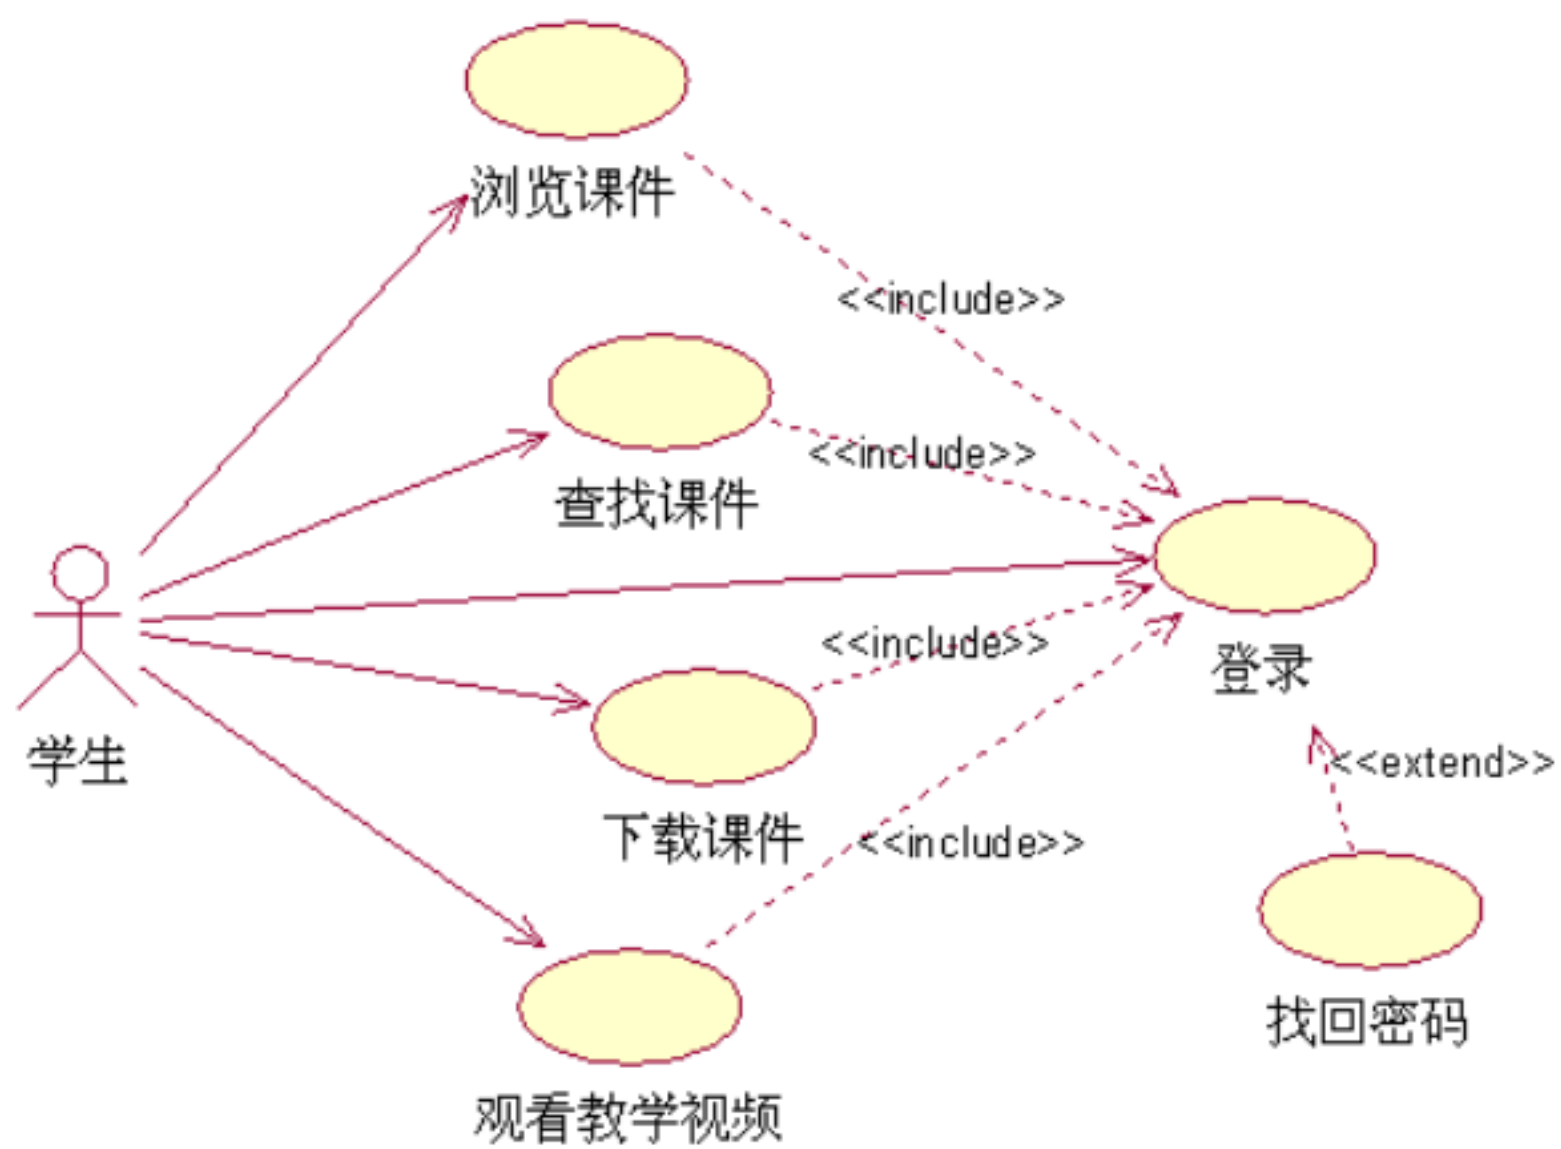 浏览课件
<<include>>
<<include>>
查找课件
<<include>>
登录
学生
<<extend>>
下载课件
<<include>>
找回密码
观看教学视频